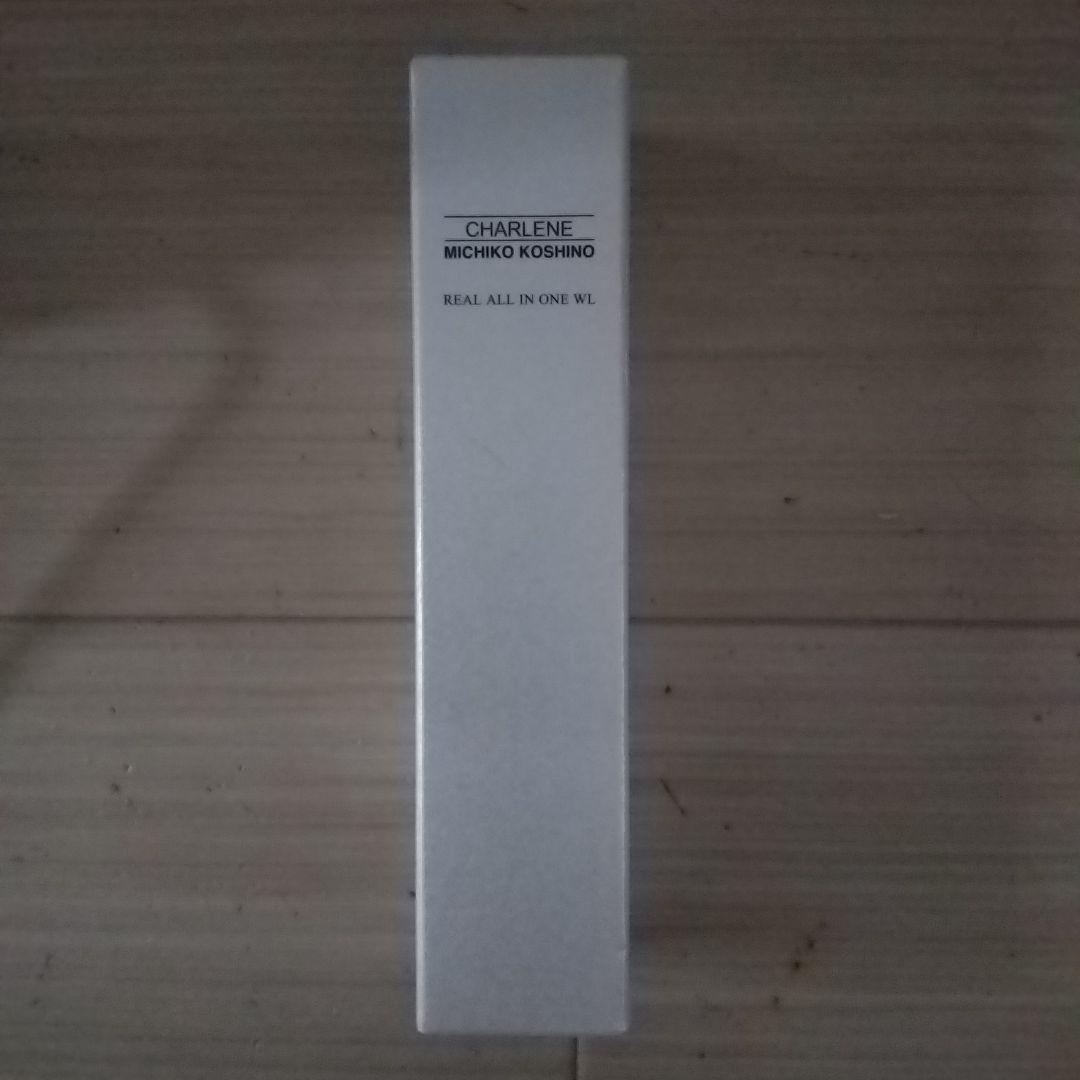 CHARLENE
MICHIKO KOSHINO
REAL ALL IN ONE WL